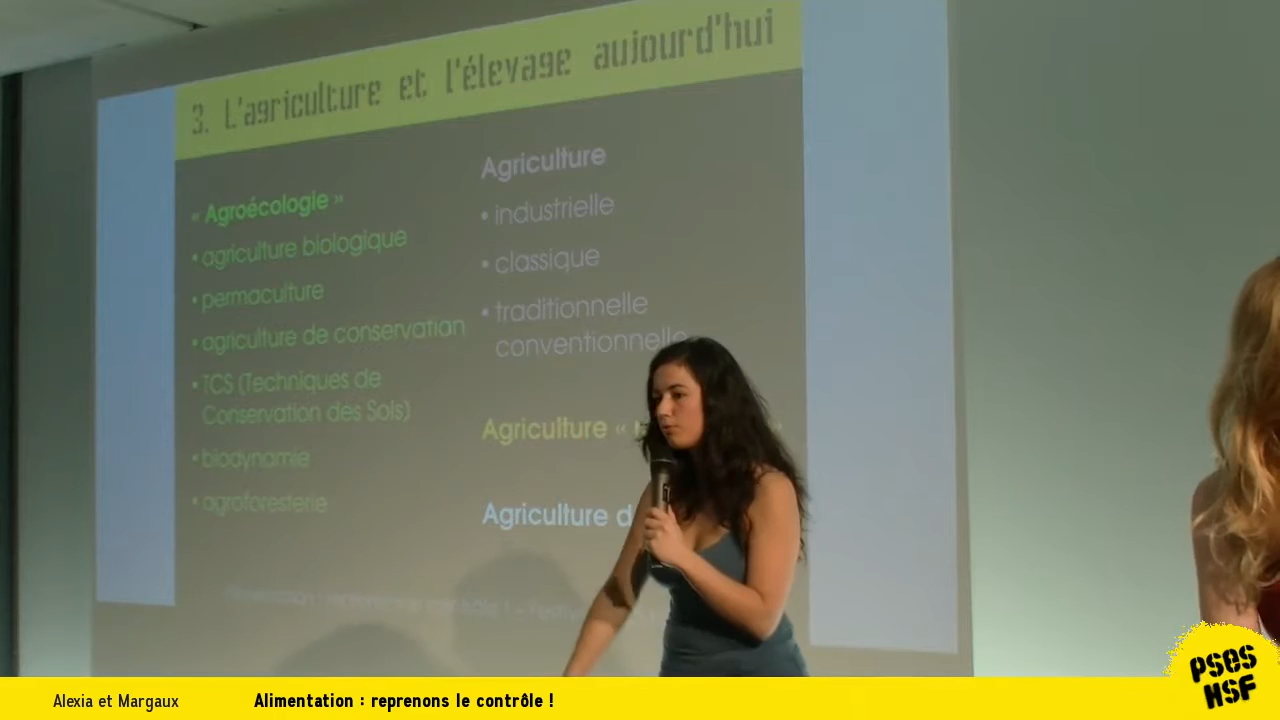 3. L'agriculture et l'élevage aujourd'hui
« Agroécologie »
• agriculture biologique
• permaculture
• agriculture de conservation
• TCS (Techniques de
Conservation des Sols)
• biodynamie
• agroforesterie
Agriculture
• industrielle
• classique
• traditionnelle
conventionnelle
Agriculture «
Agriculture
Alexia et Margaux
Alimentation : reprenons le contrôle !
PSES
HSF